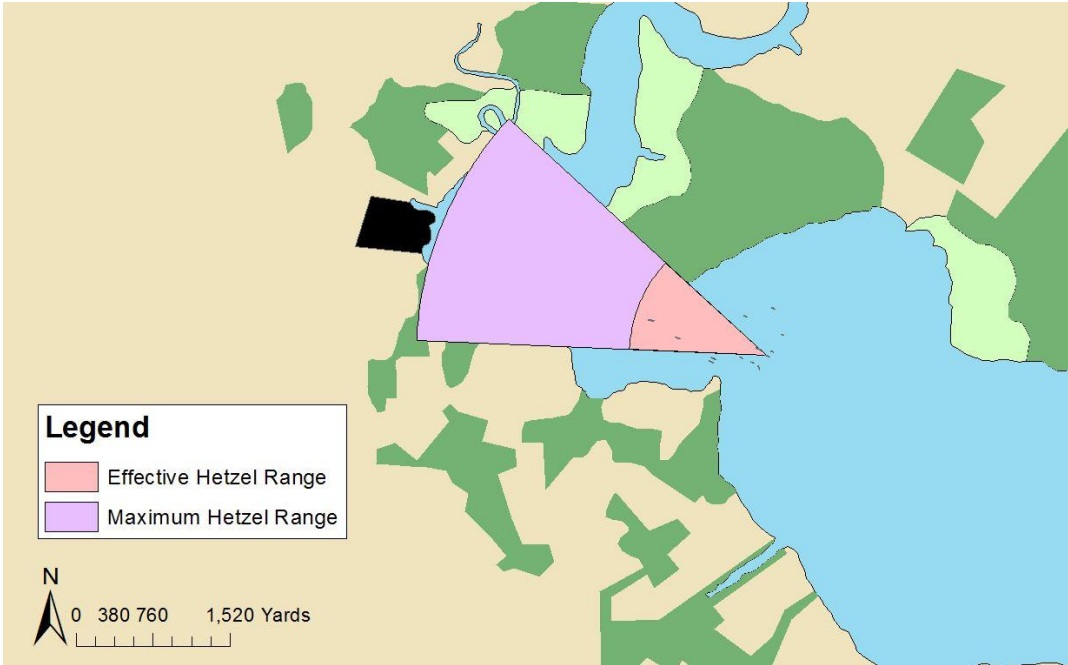 Legend
Effective Hetzel Range
Maximum Hetzel Range
N
0 380 760 1,520 Yards